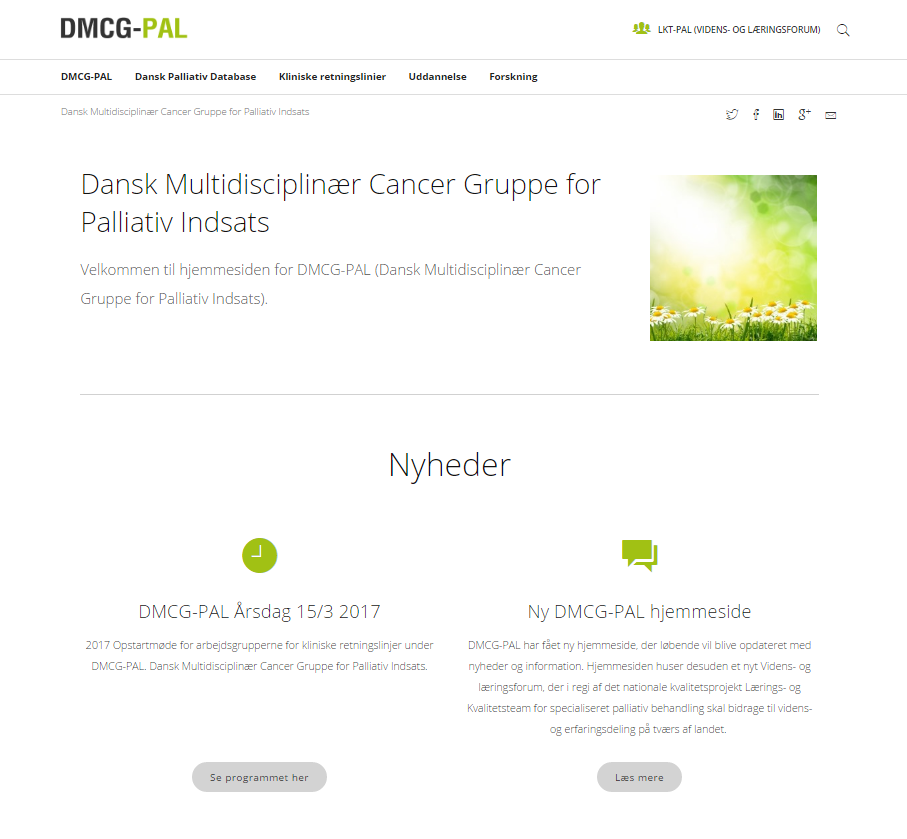 DMCG-PAL
LKT-PAL (VIDENS- OG LÆRINGSFORUM)
DMCG-PAL
Dansk Palliativ Database
Kliniske retningslinier
Uddannelse
Forskning
Dansk Multidisciplinær Cancer Gruppe for Palliativ Indsats
Dansk Multidisciplinær Cancer Gruppe for
Palliativ Indsats
Velkommen til hjemmesiden for DMCG-PAL (Dansk Multidisciplinær Cancer
Gruppe for Palliativ Indsats).
Nyheder
DMCG-PAL Årsdag 15/3 2017
2017 Opstartmøde for arbejdsgrupperne for kliniske retningslinjer under
DMCG-PAL. Dansk Multidisciplinær Cancer Gruppe for Palliativ Indsats.
Se programmet her
Ny DMCG-PAL hjemmeside
DMCG-PAL har fået ny hjemmeside, der løbende vil blive opdateret med
nyheder og information. Hjemmesiden huser desuden et nyt Videns- og
læringsforum, der i regi af det nationale kvalitetsprojekt Lærings- og
Kvalitetsteam for specialiseret palliativ behandling skal bidrage til videns-
og erfaringsdeling på tværs af landet.
Læs mere